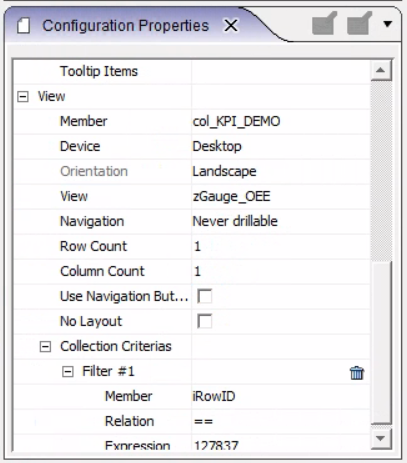 Configuration Properties
Tooltip Items
View
Member col_KPI_DEMO
Device Desktop
Orientation Landscape
View zGauge_OEE
Navigation Never drillable
Row Count 1
Column Count 1
Use Navigation But...
No Layout
Collection Criterias
Filter #1
Member iRowID
Relation ==
Expression 127837